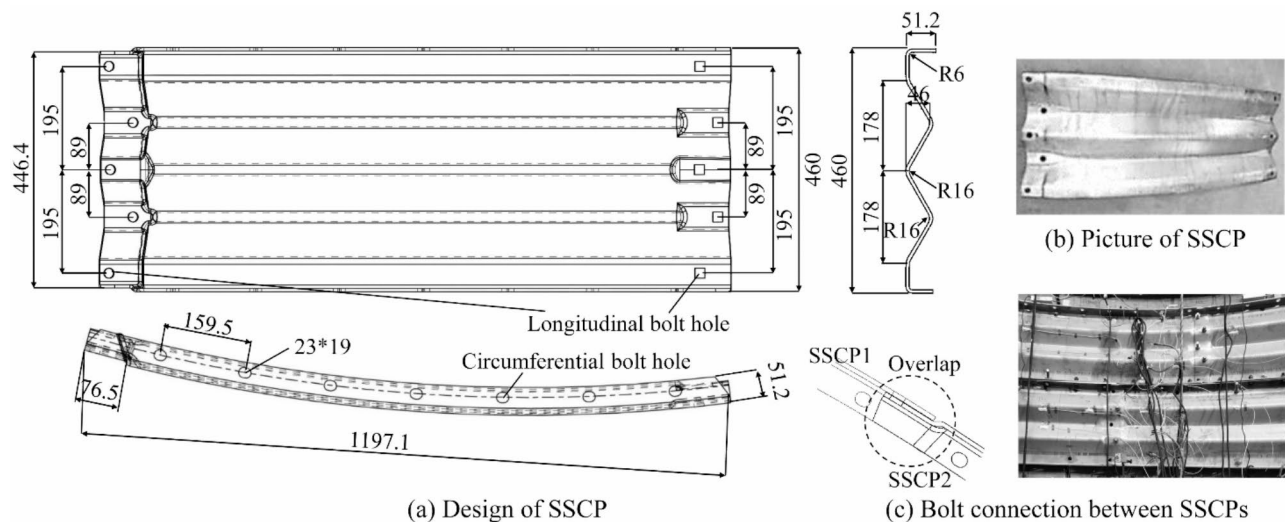 51.2
R6
46
195
89
446.4
195
89
195
89
460
460
178
178
R16
R16
195
89
(b) Picture of SSCP
Longitudinal bolt hole
159.5
23*19
Circumferential bolt hole
76.5
51.2
1197.1
SSCP1
Overlap
SSCP2
(a) Design of SSCP
(c) Bolt connection between SSCPs